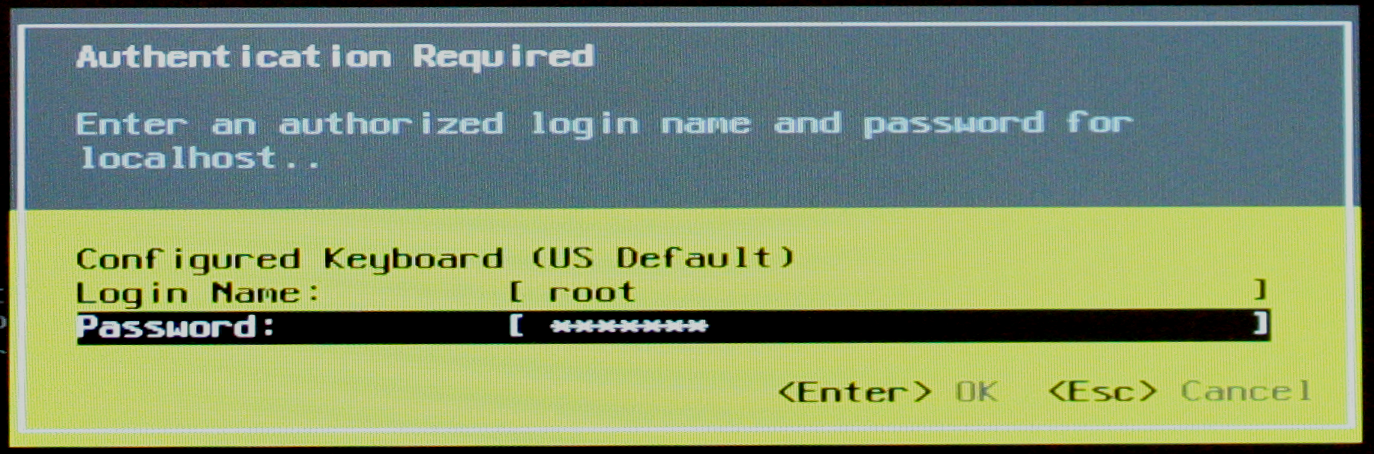 Authentication Required
Enter an authorized login name and password for
localhost..
Configured Keyboard (US Default)
Login Name: [ root ]
Password: [ ******* ]
<Enter> OK <Esc> Cancel